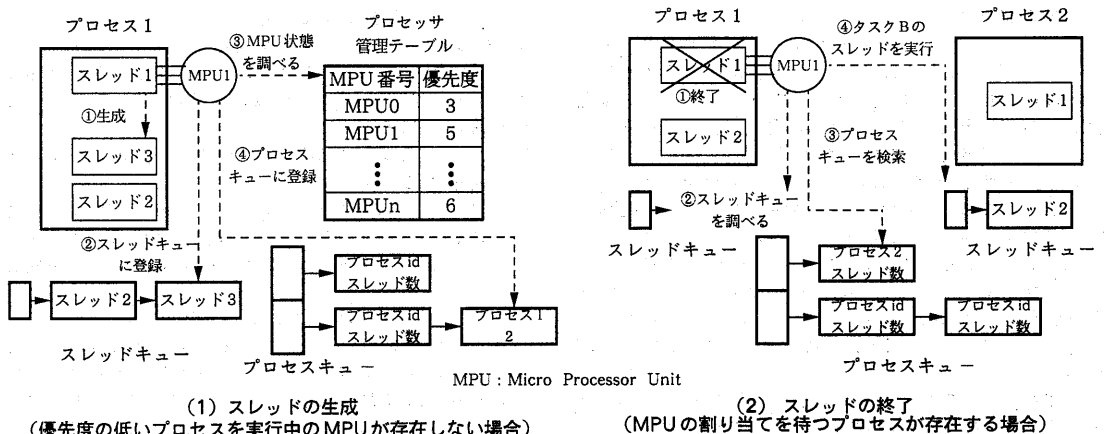 プロセス1
スレッド1
MPU1
①生成
スレッド3
スレッド2
③MPU状態
を調べる
プロセッサ
管理テーブル
MPU番号 優先度
MPU0 3
MPU1 5
MPUn 6
④プロセス
キューに登録
②スレッドキュー
に登録
スレッド2
スレッド3
スレッドキュー
プロセスid
スレッド数
プロセスid
スレッド数
プロセス1
2
プロセスキュー
プロセス1
スレッド1
MPU1
①終了
スレッド2
④タスクBの
スレッドを実行
プロセス2
スレッド1
③プロセス
キューを検索
②スレッドキュー
を調べる
スレッドキュー
スレッド2
スレッドキュー
プロセス2
スレッド数
プロセスid
スレッド数
プロセスid
スレッド数
プロセスキュー
MPU : Micro Processor Unit
(1) スレッドの生成
(優先度の低いプロセスを実行中のMPUが存在しない場合)
(2) スレッドの終了
(MPUの割り当てを待つプロセスが存在する場合)